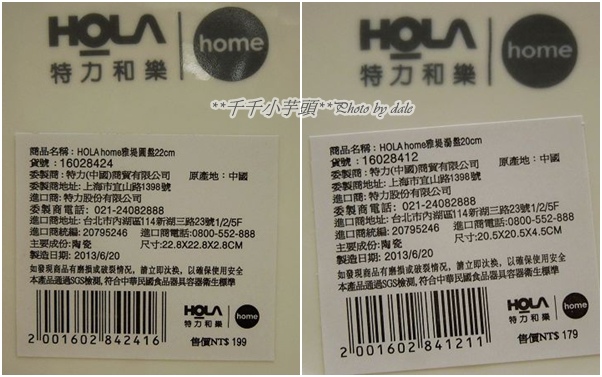 HOLA home
特力和樂
HOLA home
特力和樂
**千千小芋頭**Photo by dale
商品名稱：HOLA home雅堤圓盤22cm
貨號：16028424
委製商：特力(中國)商貿有限公司 原產地：中國
委製商地址：上海市宜山路1398號
進口商：特力股份有限公司
委製商電話：021-24082888
進口商地址：台北市內湖區114新湖三路23號1/2/5F
進口商統編：20795246 進口商電話：0800-552-888
主要成份：陶瓷 尺寸：22.8X22.8X2.8CM
製造日期：2013/6/20
如發現商品有磨損或破裂情況，請立即汰換，以確保使用安全
本產品通過SGS檢測，符合中華民國食品器具容器衛生標準
2 001602 842416
HOLA home
特力和樂
售價NT$ 199
商品名稱：HOLA home雅堤湯盤20cm
貨號：16028412
委製商：特力(中國)商貿有限公司 原產地：中國
委製商地址：上海市宜山路1398號
進口商：特力股份有限公司
委製商電話：021-24082888
進口商地址：台北市內湖區114新湖三路23號1/2/5F
進口商統編：20795246 進口商電話：0800-552-888
主要成份：陶瓷 尺寸：20.5X20.5X4.5CM
製造日期：2013/6/20
如發現商品有磨損或破裂情況，請立即汰換，以確保使用安全
本產品通過SGS檢測，符合中華民國食品器具容器衛生標準
2 001602 841211
HOLA home
特力和樂
售價NT$ 179